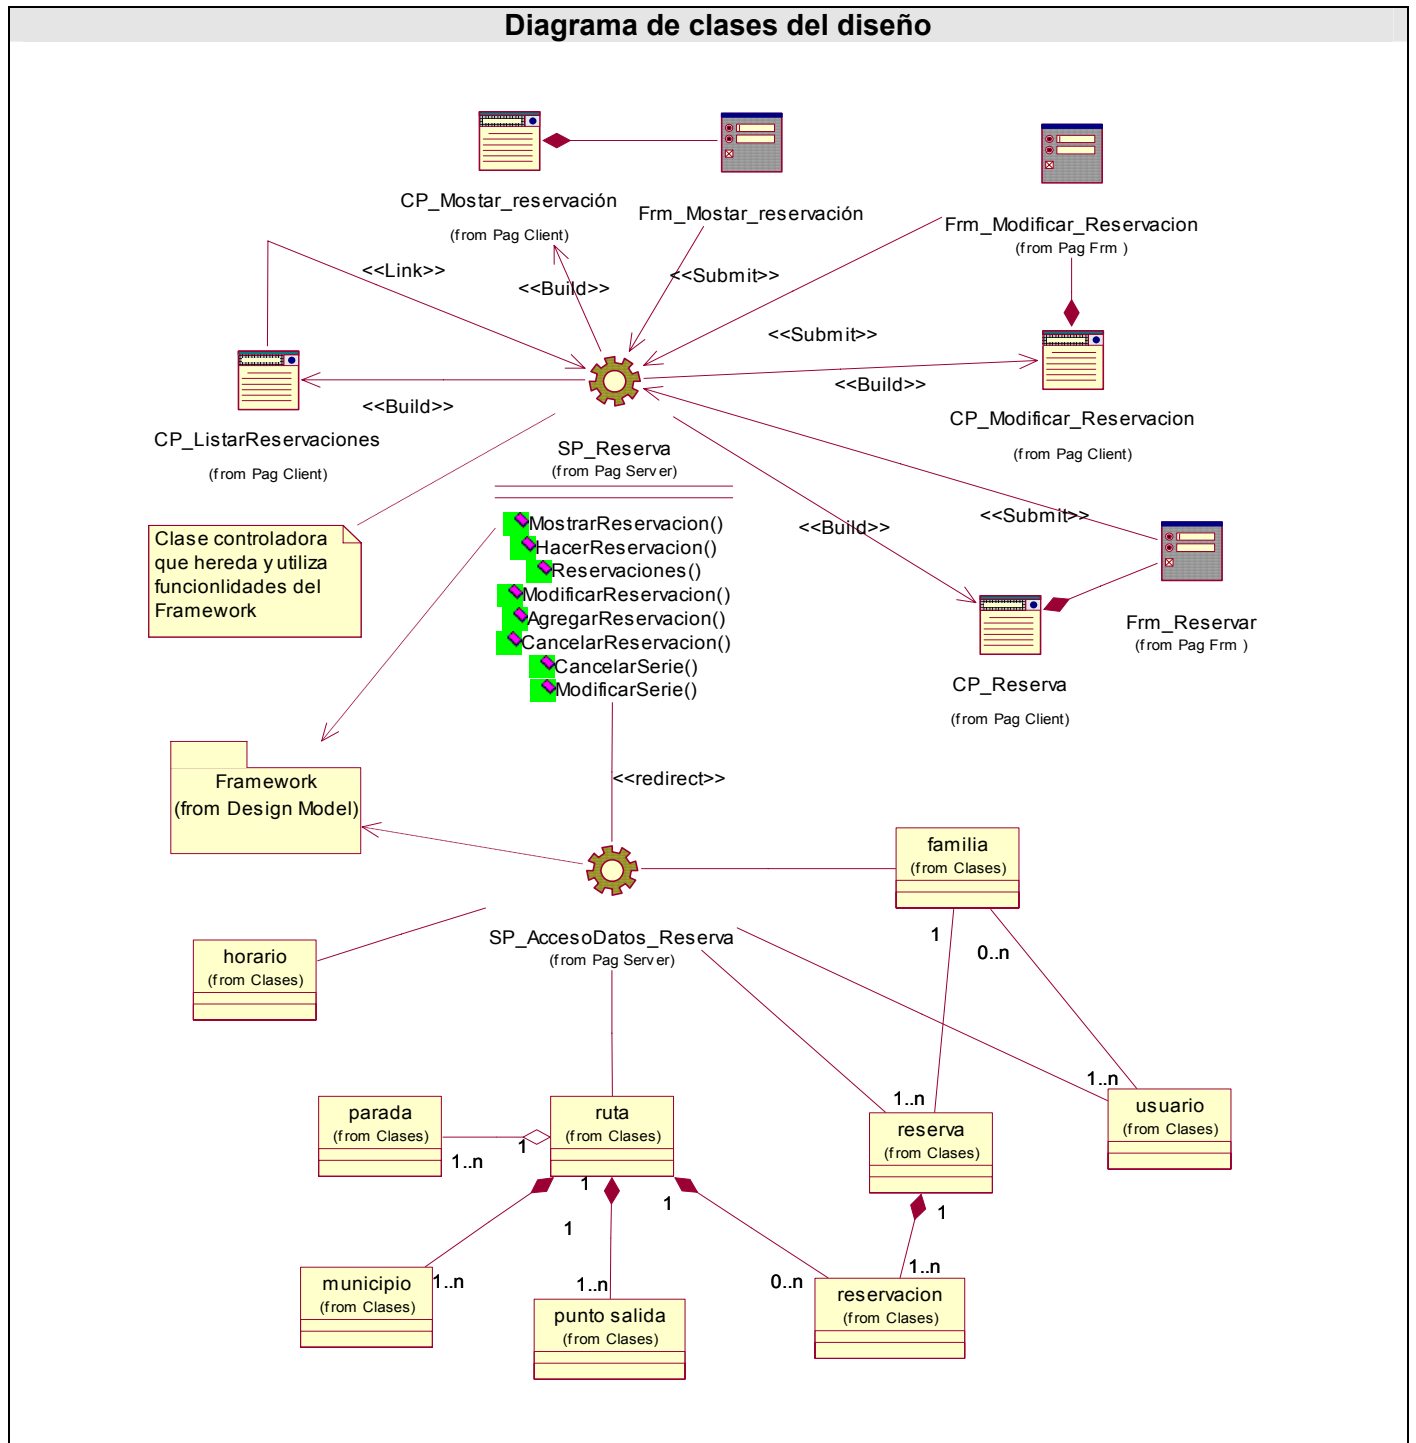 Diagrama de clases del diseño
CP_Mostar_reservación
(from Pag Client)
Frm_Mostar_reservación
Frm_Modificar_Reservacion
(from Pag Frm )
<<Link>>
<<Build>>
<<Submit>>
<<Submit>>
<<Build>>
<<Build>>
CP_ListarReservaciones
(from Pag Client)
CP_Modificar_Reservacion
(from Pag Client)
SP_Reserva
(from Pag Server)
<<Build>>
<<Submit>>
Clase controladora
que hereda y utiliza
funcionlidades del
Framework
MostrarReservacion()
HacerReservacion()
Reservaciones()
ModificarReservacion()
AgregarReservacion()
CancelarReservacion()
CancelarSerie()
ModificarSerie()
Frm_Reservar
(from Pag Frm )
CP_Reserva
(from Pag Client)
Framework
(from Design Model)
<<redirect>>
familia
(from Clases)
SP_AccesoDatos_Reserva
(from Pag Server)
horario
(from Clases)
1
0..n
1..n
1..n
parada
(from Clases)
ruta
(from Clases)
reserva
(from Clases)
usuario
(from Clases)
1
1..n
1
1
1
1
1..n
1..n
0..n
1..n
municipio
(from Clases)
punto salida
(from Clases)
reservacion
(from Clases)